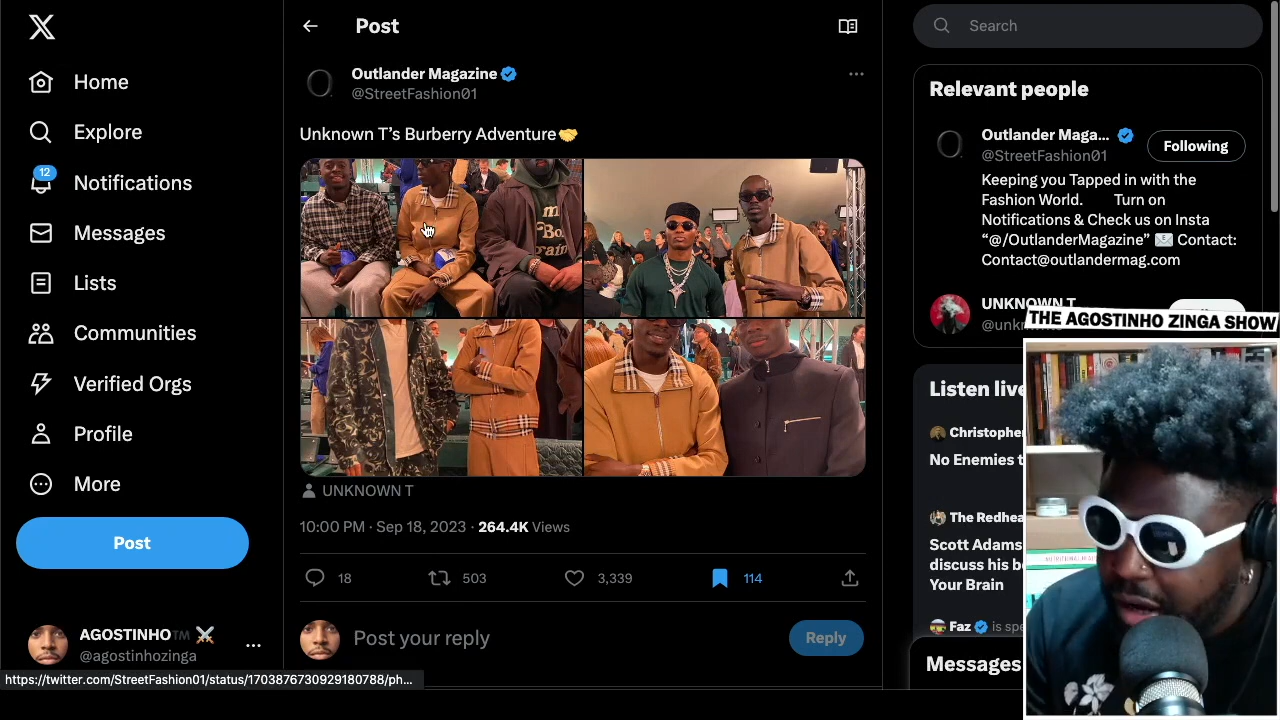 Home
Explore
12
Notifications
Messages
Lists
Communities
Verified Orgs
Profile
More
Post
AGOSTINHO™ ⚔️
@agostinhozinga
https://twitter.com/StreetFashion01/status/1703876730929180788/ph...
Post
Outlander Magazine
@StreetFashion01
Unknown T’s Burberry Adventure🤝
UNKNOWN T
10:00 PM · Sep 18, 2023 · 264.4K Views
18
503
3,339
114
Post your reply
Reply
Search
Relevant people
Outlander Maga...
@StreetFashion01
Following
Keeping you Tapped in with the
Fashion World. Turn on
Notifications & Check us on Insta
“@/OutlanderMagazine” ✉️ Contact:
Contact@outlandermag.com
UNKNOWN T
THE AGOSTINHO ZINGA SHOW
Listen live
Christopher
No Enemies
The Redhea
Scott Adams
discuss his
Your Brain
Faz is
Messages